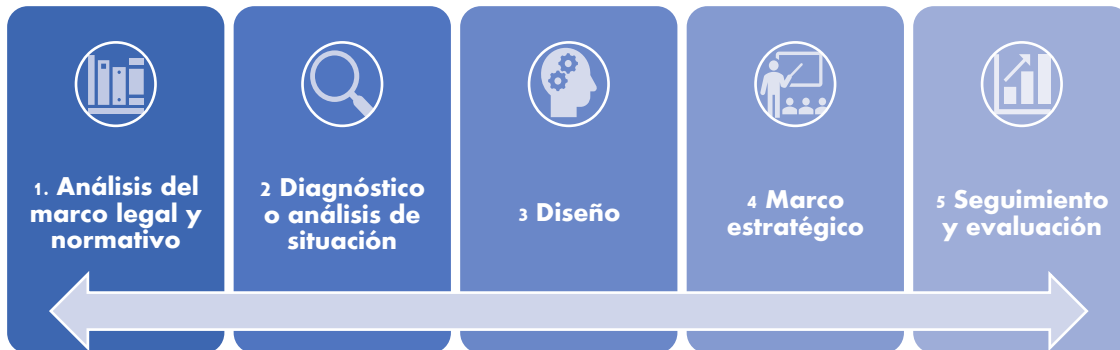 1. Análisis del
marco legal y
normativo
2 Diagnóstico
o análisis de
situación
3 Diseño
4 Marco
estratégico
5 Seguimiento
y evaluación